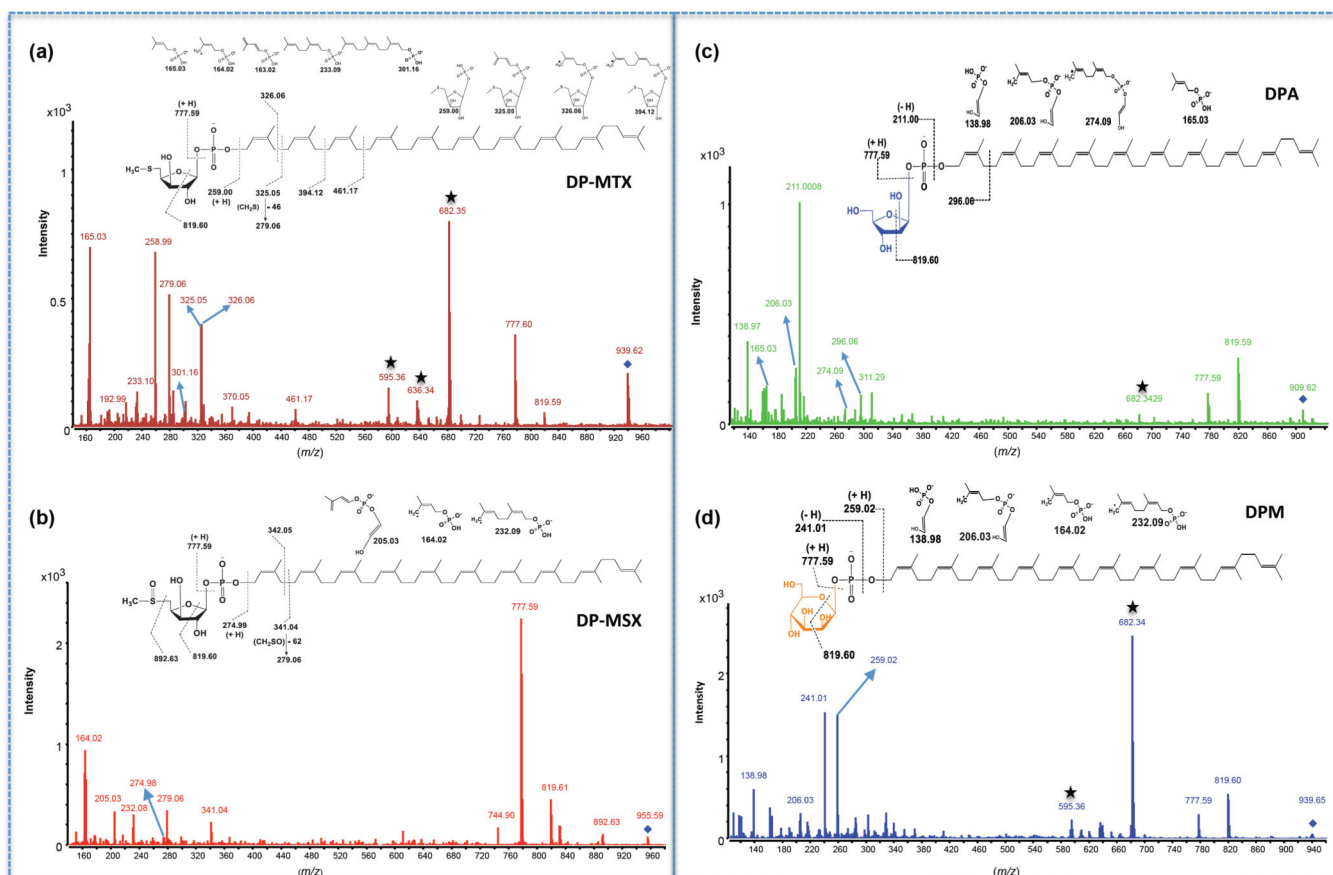 (a)
165.03 164.02 163.02 233.09 301.16
259.00 325.05 326.06 394.12
326.06
(+ H)
777.59
259.00 325.05 394.12 461.17
(+ H)
(CH₂S) - 46
279.06
819.60
DP-MTX
x10³
1
0.5
0
Intensity
165.03
192.99
233.10
258.99
279.06
301.16
325.05
326.06
370.05
461.17
595.36
636.34
682.35
777.60
819.59
939.62
160 200 240 280 320 360 400 440 480 520 560 600 640 680 720 760 800 840 880 920 960
(m/z)
(b)
205.03 164.02 232.09
342.05
(+ H)
777.59
274.99
(+ H)
341.04
(CH₂SO) - 62
279.06
892.63 819.60
DP-MSX
x10³
2
1
0
Intensity
164.02
205.03
232.08
274.98
279.06
341.04
744.90
777.59
819.61
892.63
955.59
160 200 240 280 320 360 400 440 480 520 560 600 640 680 720 760 800 840 880 920 960
(m/z)
(c)
138.98 206.03 274.09 165.03
DPA
(- H)
211.00
(+ H)
777.59
296.06
819.60
x10³
1
0
Intensity
138.97
165.03
206.03
211.0008
274.09
296.06
311.29
682.3429
777.59
819.59
909.62
140 180 220 260 300 340 380 420 460 500 540 580 620 660 700 740 780 820 860 900
(m/z)
(d)
138.98 206.03 164.02 232.09
DPM
(+ H)
259.02
(- H)
241.01
(+ H)
777.59
819.60
x10³
2
1
0
Intensity
138.98
206.03
241.01
259.02
595.36
682.34
777.59
819.60
939.65
140 180 220 260 300 340 380 420 460 500 540 580 620 660 700 740 780 820 860 900 940
(m/z)